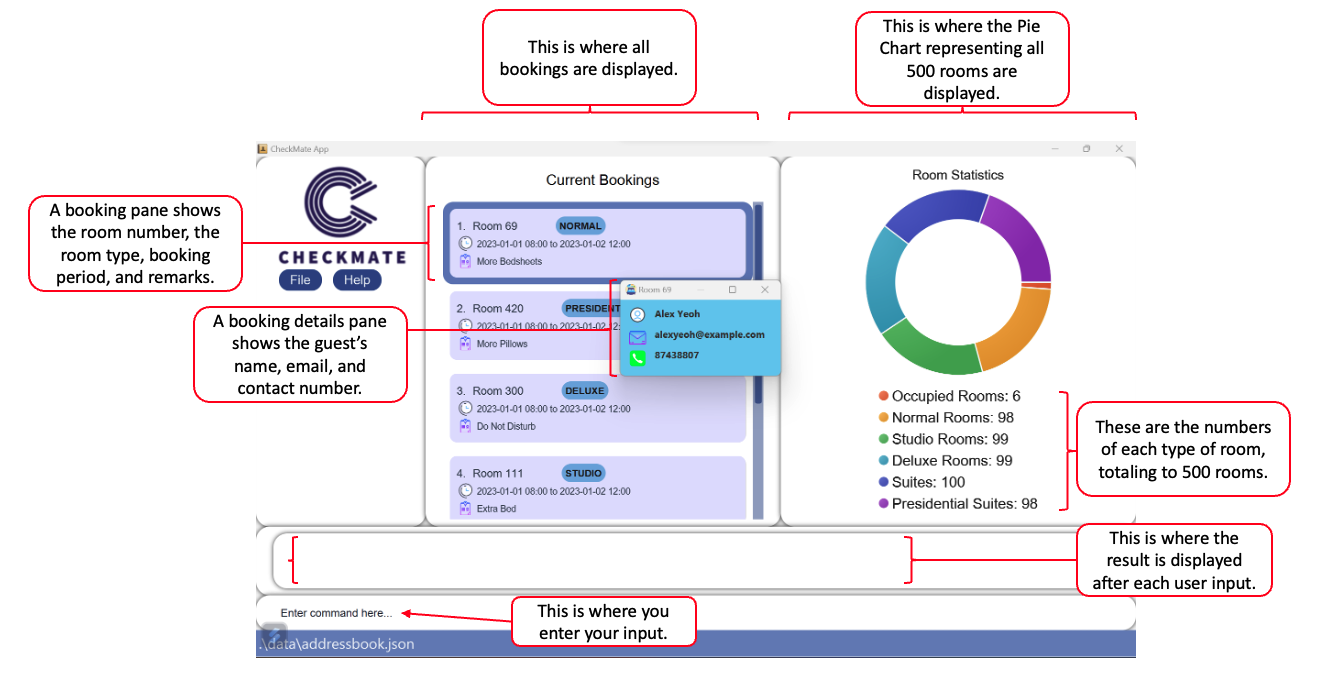 This is where all
bookings are displayed.
This is where the Pie
Chart representing all
500 rooms are
displayed.
CheckMate App
A booking pane shows
the room number, the
room type, booking
period, and remarks.
A booking details pane
shows the guest's
name, email, and
contact number.
CHECKMATE
File
Help
Current Bookings
1. Room 69 NORMAL
2023-01-01 08:00 to 2023-01-02 12:00
More Bedsheets
2. Room 420 PRESIDENT
2023-01-01 08:00 to 2023-01-02 12:
More Pillows
3. Room 300 DELUXE
2023-01-01 08:00 to 2023-01-02 12:00
Do Not Disturb
4. Room 111 STUDIO
2023-01-01 08:00 to 2023-01-02 12:00
Extra Bed
Room 69
Alex Yeoh
alexyeoh@example.com
87438807
Room Statistics
Occupied Rooms: 6
Normal Rooms: 98
Studio Rooms: 99
Deluxe Rooms: 99
Suites: 100
Presidential Suites: 98
These are the numbers
of each type of room,
totaling to 500 rooms.
This is where the
result is displayed
after each user input.
Enter command here...
This is where you
enter your input.
.\data\addressbook.json